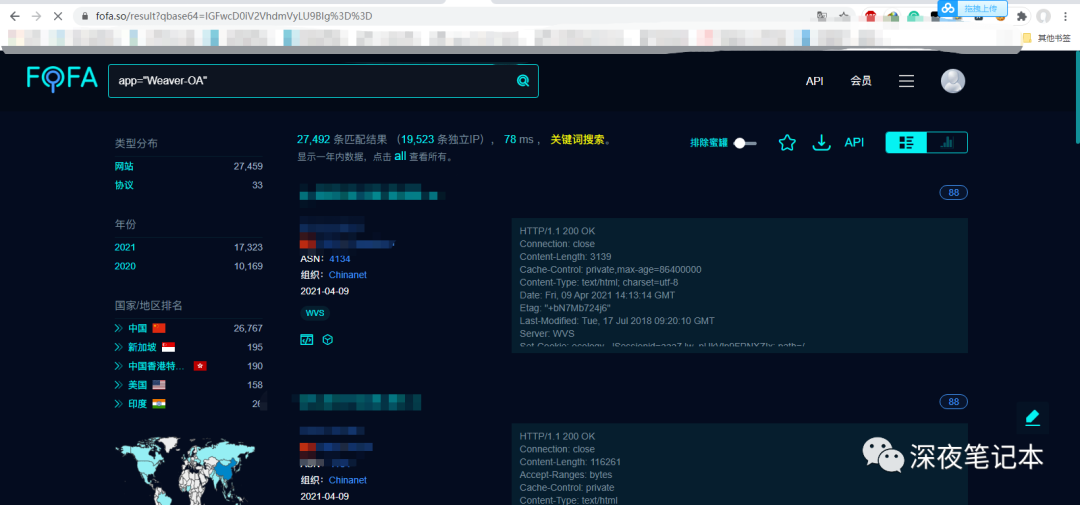 fofa.so/result?qbase64=IGFwcD0iV2VhdmVyLU9BIg%3D%3D
拖拽上传
其他书签
FOFA
app="Weaver-OA"
API
会员
类型分布
网站 27,459
协议 33
年份
2021 17,323
2020 10,169
国家/地区排名
中国 26,767
新加坡 195
中国香港特... 190
美国 158
印度
27,492 条匹配结果 （19,523 条独立IP）， 78 ms ， 关键词搜索。
显示一年内数据，点击 all 查看所有。
排除蜜罐
API
88
ASN: 4134
组织: Chinanet
2021-04-09
WVS
HTTP/1.1 200 OK
Connection: close
Content-Length: 3139
Cache-Control: private,max-age=86400000
Content-Type: text/html; charset=utf-8
Date: Fri, 09 Apr 2021 14:13:14 GMT
Etag: "+bN7Mb724j6"
Last-Modified: Tue, 17 Jul 2018 09:20:10 GMT
Server: WVS
88
组织: Chinanet
2021-04-09
HTTP/1.1 200 OK
Connection: close
Content-Length: 116261
Accept-Ranges: bytes
Cache-Control: private
Content-Type: text/html
深夜笔记本